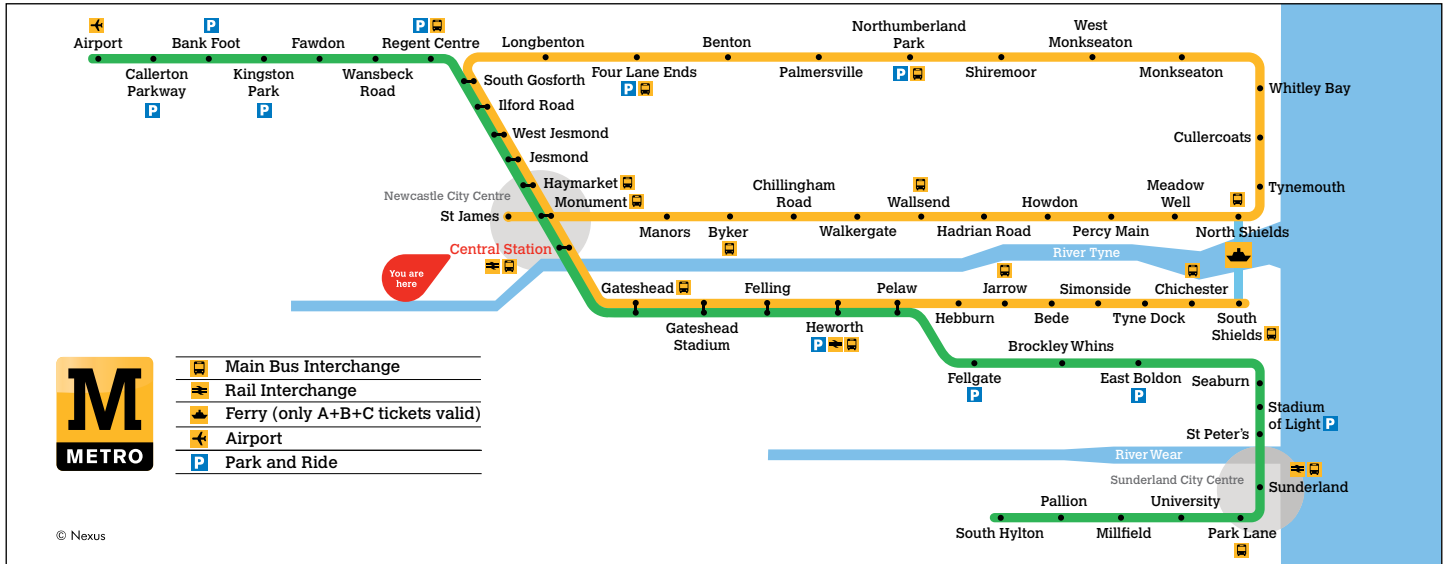 Airport
Callerton
Parkway
Bank Foot
Kingston
Park
Fawdon
Wansbeck
Road
Regent Centre
Longbenton
Four Lane Ends
Benton
Palmersville
Northumberland
Park
Shiremoor
West
Monkseaton
Monkseaton
South Gosforth
Ilford Road
West Jesmond
Jesmond
Haymarket
Newcastle City Centre
Monument
St James
Central Station
You are
here
Whitley Bay
Cullercoats
Tynemouth
Manors
Byker
Chillingham
Road
Walkergate
Wallsend
Hadrian Road
Howdon
Percy Main
Meadow
Well
North Shields
River Tyne
Gateshead
Gateshead
Stadium
Felling
Heworth
Pelaw
Hebburn
Jarrow
Bede
Simonside
Tyne Dock
Chichester
South
Shields
Fellgate
Brockley Whins
East Boldon
Seaburn
Stadium
of Light
St Peter's
River Wear
Sunderland City Centre
Sunderland
South Hylton
Pallion
Millfield
University
Park Lane
M
METRO
Main Bus Interchange
Rail Interchange
Ferry (only A+B+C tickets valid)
Airport
P Park and Ride
© Nexus